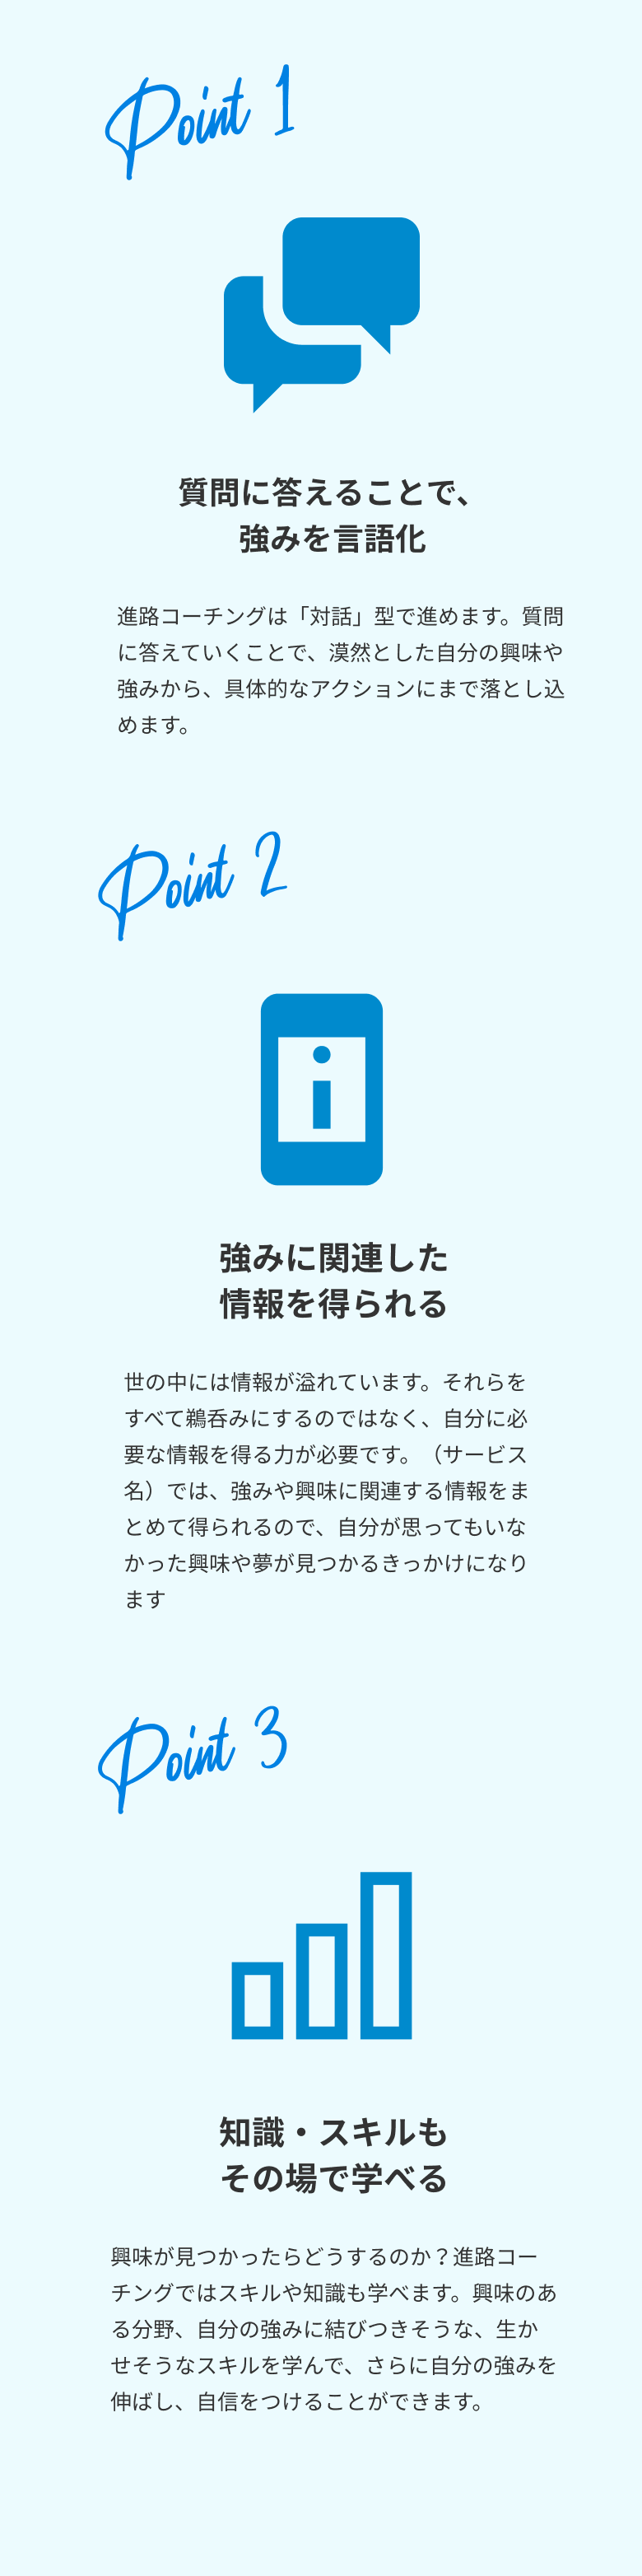 Point 1
質問に答えることで、
強みを言語化
進路コーチングは「対話」型で進めます。質問
に答えていくことで、漠然とした自分の興味や
強みから、具体的なアクションにまで落とし込
めます。
Point 2
i
強みに関連した
情報を得られる
世の中には情報が溢れています。それらを
すべて鵜呑みにするのではなく、自分に必
要な情報を得る力が必要です。（サービス
名）では、強みや興味に関連する情報をま
とめて得られるので、自分が思ってもいな
かった興味や夢が見つかるきっかけになり
ます
Point 3
知識・スキルも
その場で学べる
興味が見つかったらどうするのか？進路コー
チングではスキルや知識も学べます。興味のあ
る分野、自分の強みに結びつきそうな、生か
せそうなスキルを学んで、さらに自分の強みを
伸ばし、自信をつけることができます。